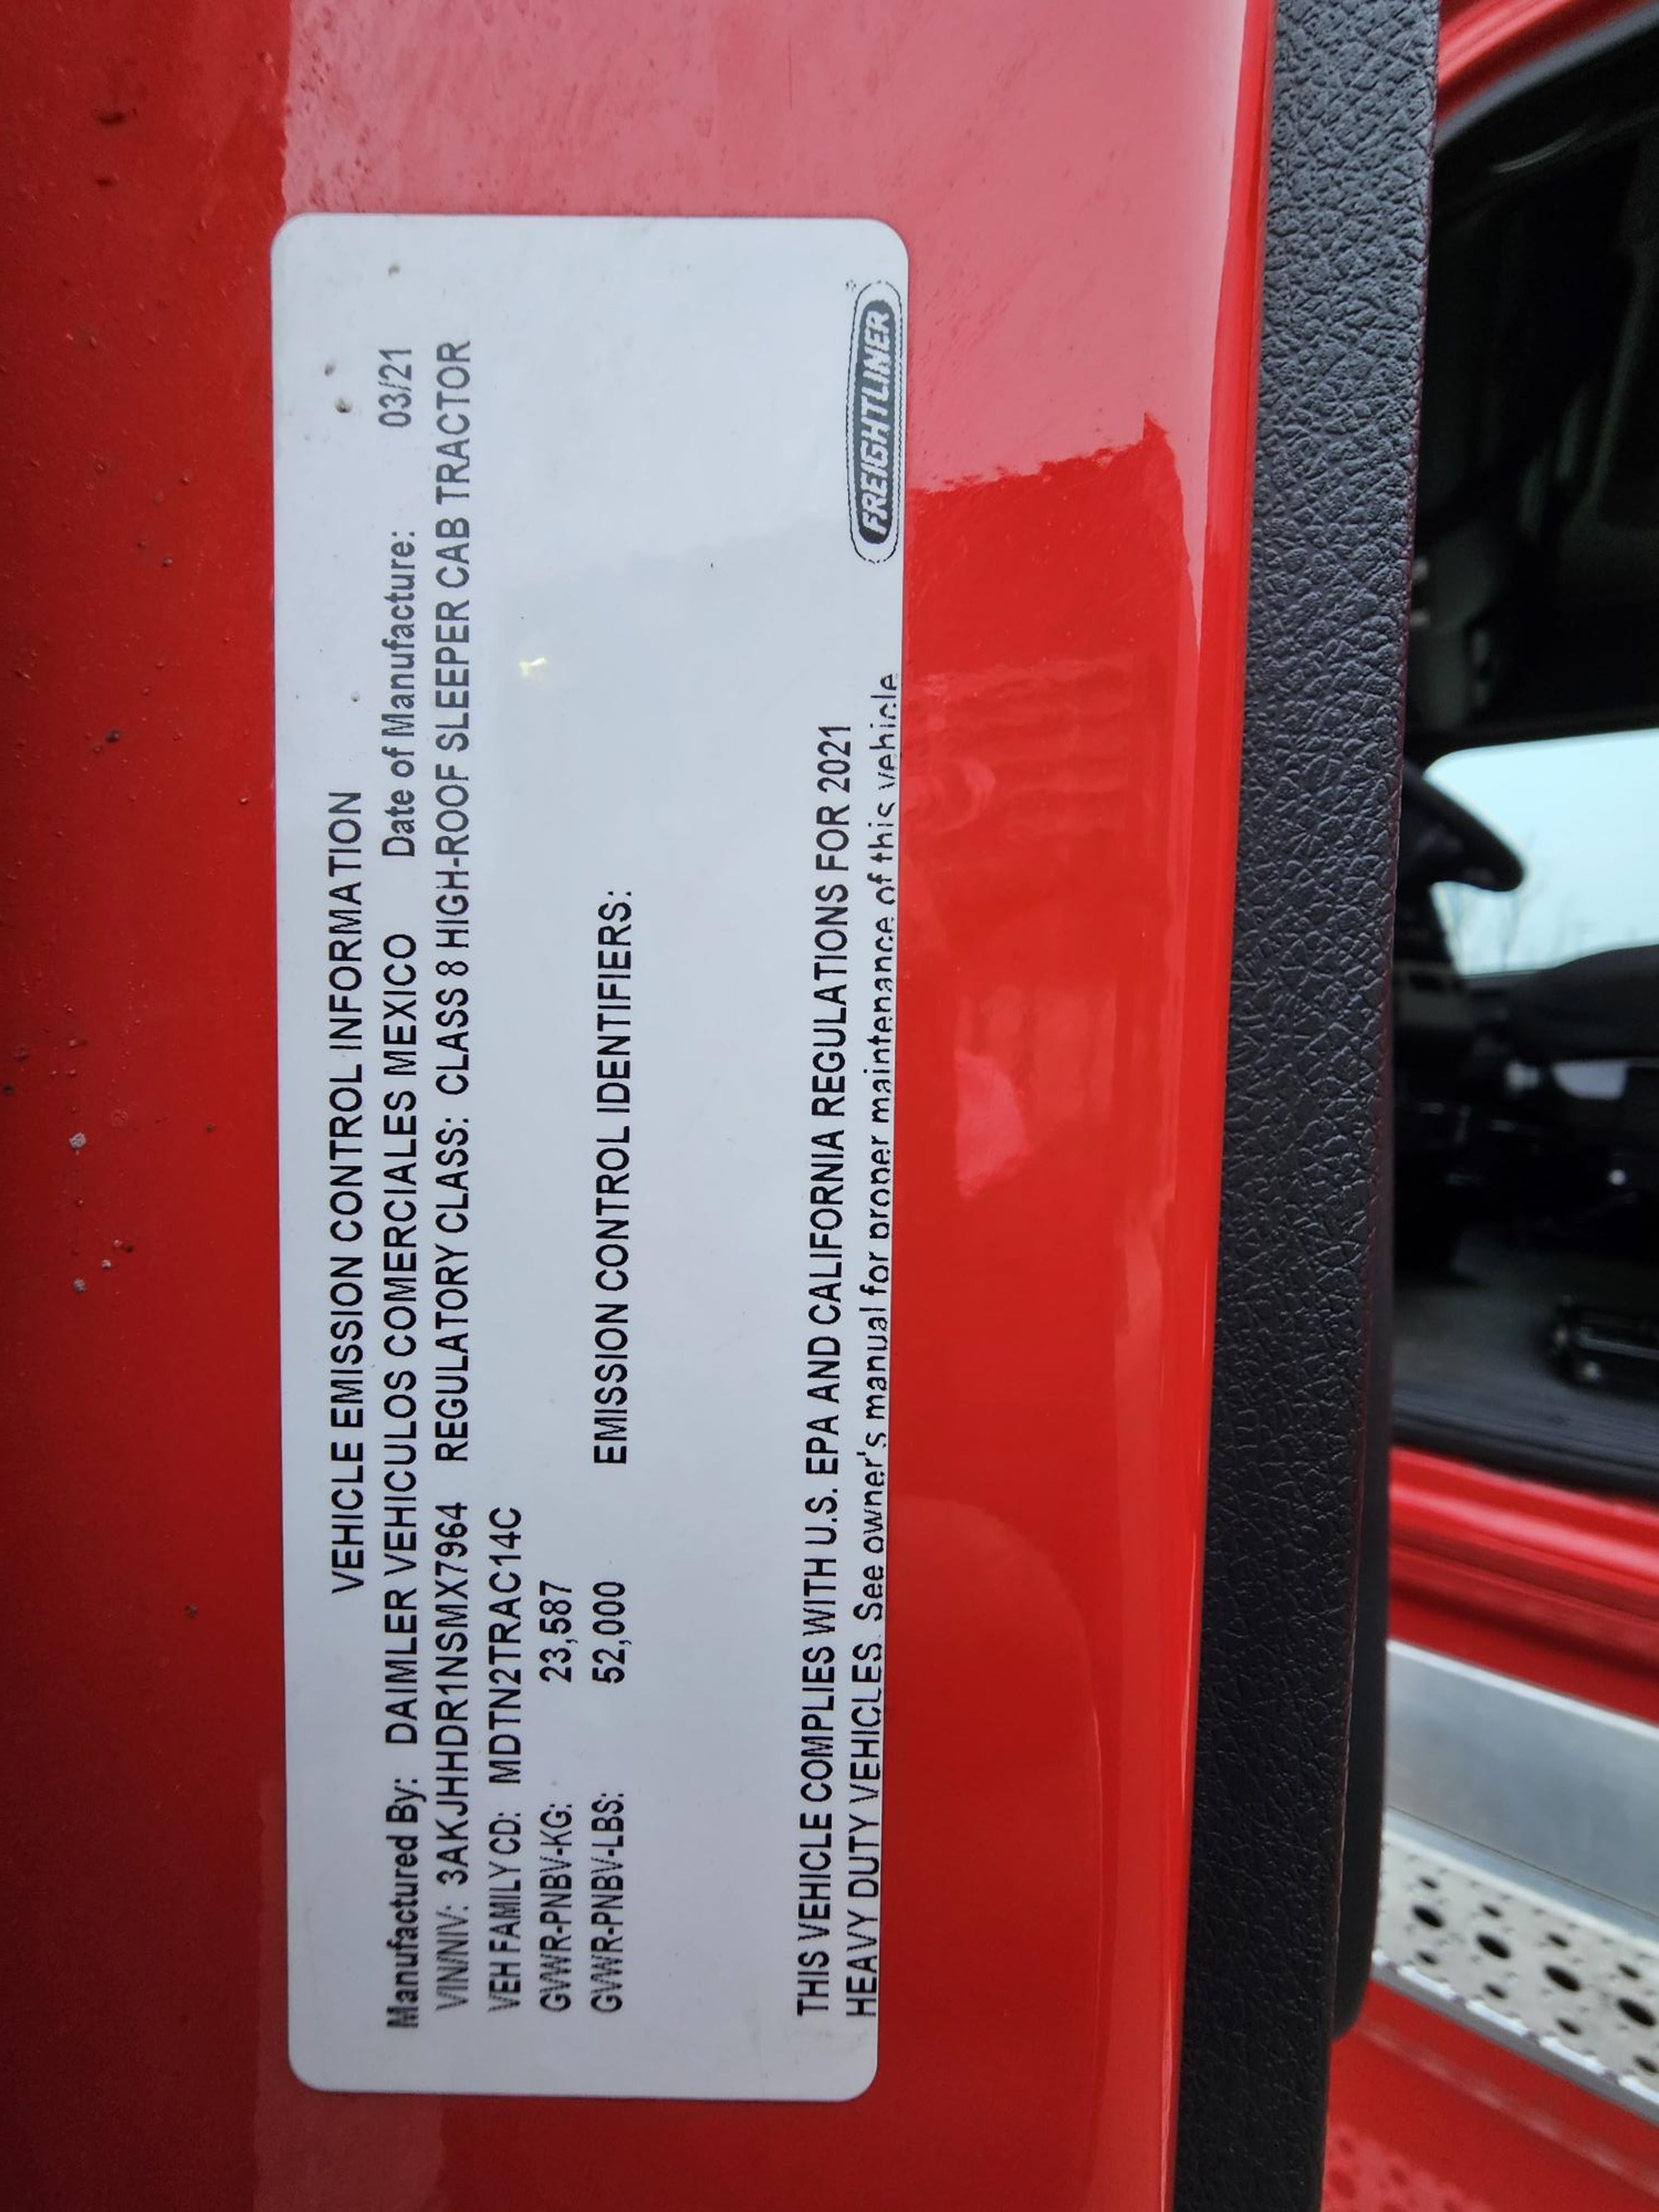 VEHICLE EMISSION CONTROL INFORMATION
Manufactured By: DAIMLER VEHICULOS COMERCIALES MEXICO Date of Manufacture: 03/21
VIN/NIV: 3AKJHHDR1NSMX7964 REGULATORY CLASS: CLASS 8 HIGH-ROOF SLEEPER CAB TRACTOR
VEH FAMILY CD: MDTN2TRAC14C
GVWR-PNBV-KG: 23,587
GVWR-PNBV-LBS: 52,000 EMISSION CONTROL IDENTIFIERS:
THIS VEHICLE COMPLIES WITH U.S. EPA AND CALIFORNIA REGULATIONS FOR 2021
HEAVY DUTY VEHICLES. See owner's manual for proper maintenance of this vehicle
FREIGHTLINER